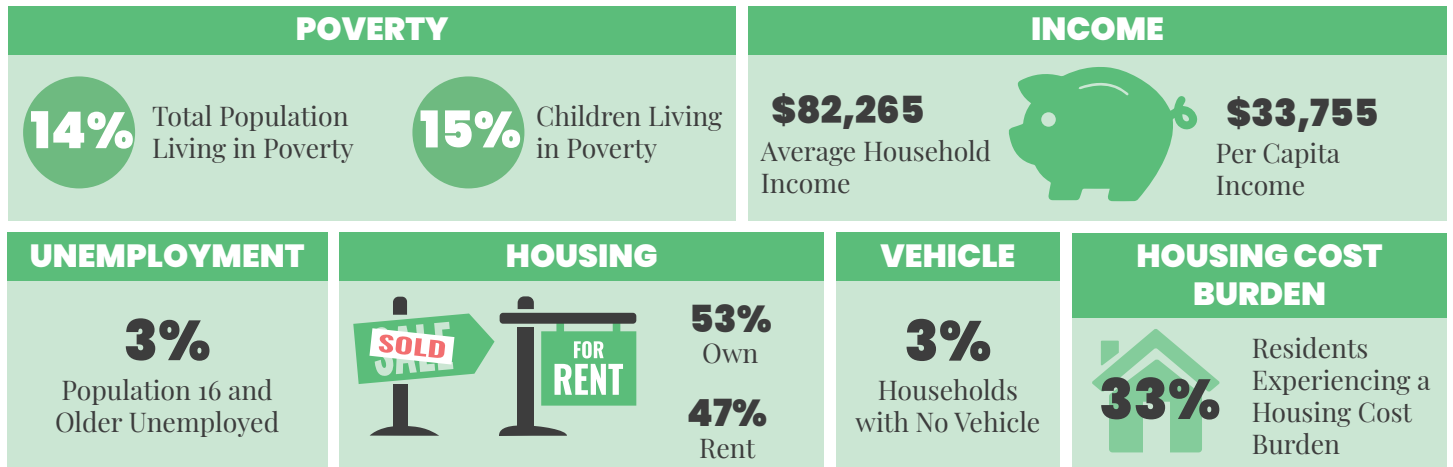 POVERTY
14%
Total Population
Living in Poverty
15%
Children Living
in Poverty
INCOME
$82,265
Average Household
Income
$33,755
Per Capita
Income
UNEMPLOYMENT
3%
Population 16 and
Older Unemployed
HOUSING
SALE
SOLD
FOR
RENT
53%
Own
47%
Rent
VEHICLE
3%
Households
with No Vehicle
HOUSING COST
BURDEN
33%
Residents
Experiencing a
Housing Cost
Burden